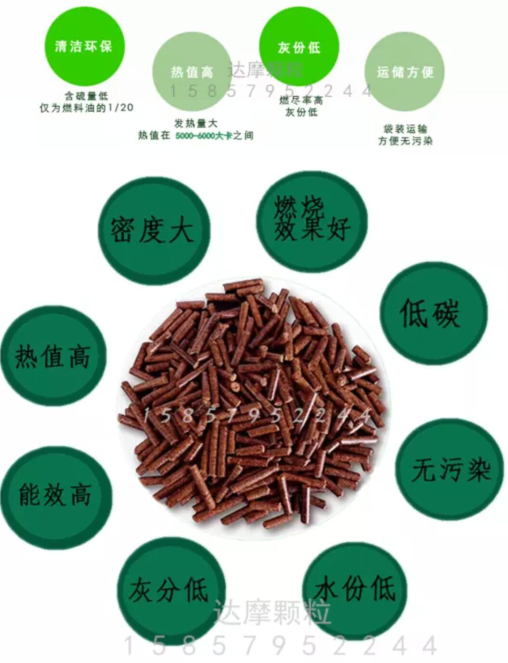 清洁环保
热值高
灰份低
运储方便
达摩颗粒
15857952244
含硫量低
仅为燃料油的1/20
发热量大
热值在 5000-6000大卡之间
燃尽率高
灰份低
袋装运输
方便无污染
密度大
燃烧
效果好
热值高
低碳
15857952244
能效高
无污染
灰分低
水份低
达摩颗粒
15857952244